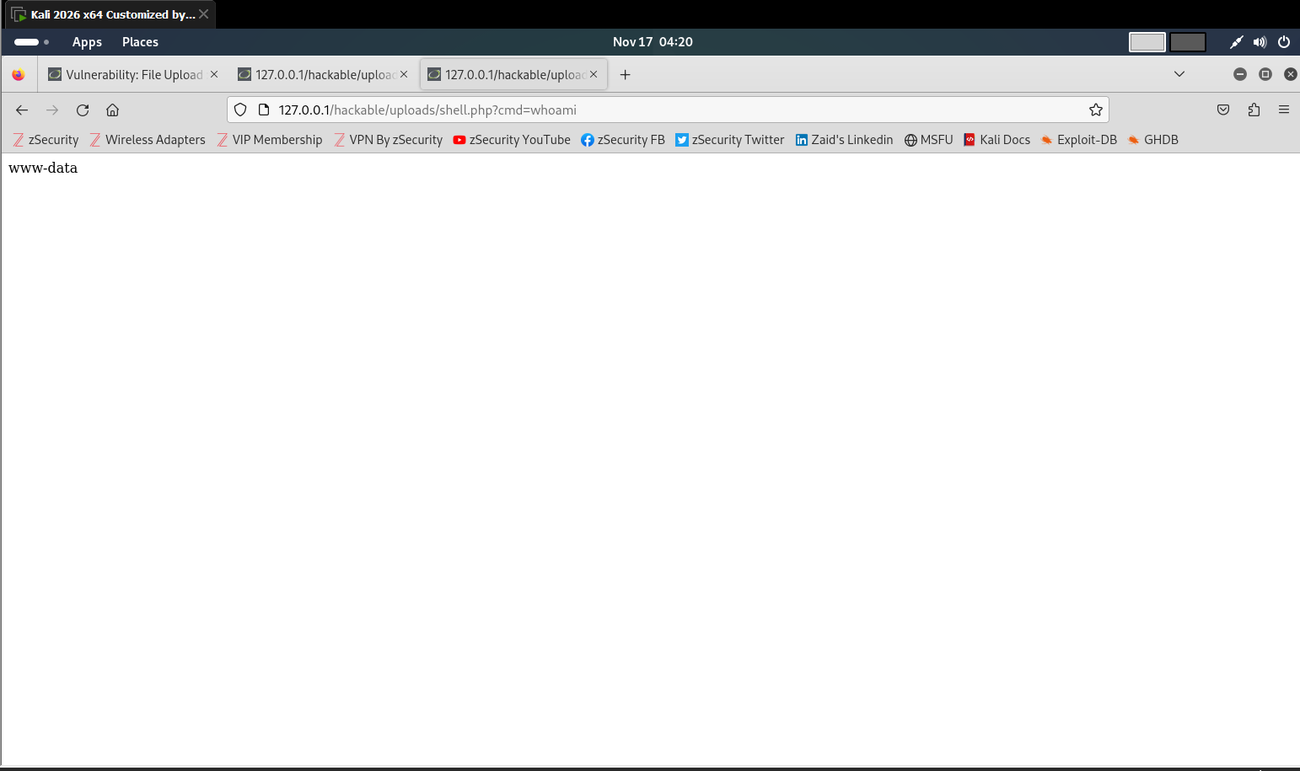 Kali 2026 x64 Customized by...
Apps Places Nov 17 04:20
Vulnerability: File Upload 127.0.0.1/hackable/uploa 127.0.0.1/hackable/uploa
127.0.0.1/hackable/uploads/shell.php?cmd=whoami
zSecurity Wireless Adapters VIP Membership VPN By zSecurity zSecurity YouTube zSecurity FB zSecurity Twitter Zaid's Linkedin MSFU Kali Docs Exploit-DB GHDB
www-data